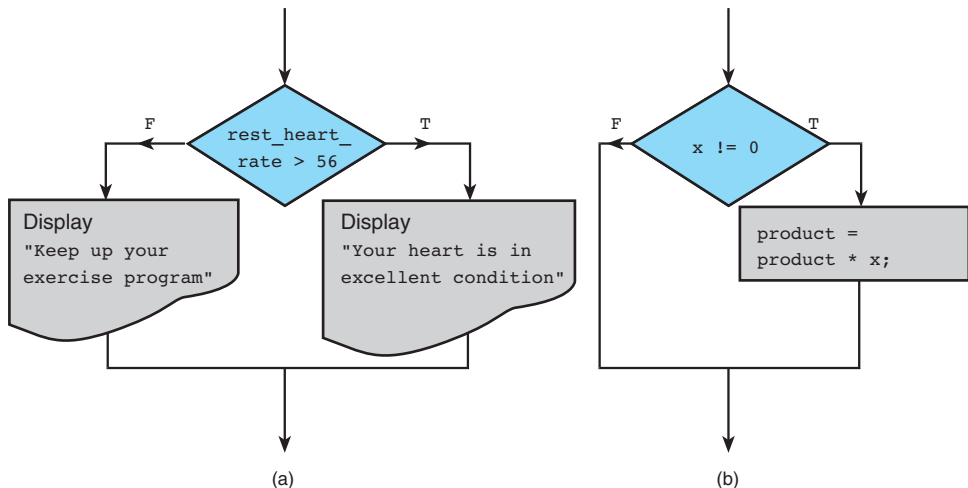 F
rest_heart_
rate > 56
T
Display
"Keep up your
exercise program"
Display
"Your heart is in
excellent condition"
(a)
F
x != 0
T
product =
product * x;
(b)